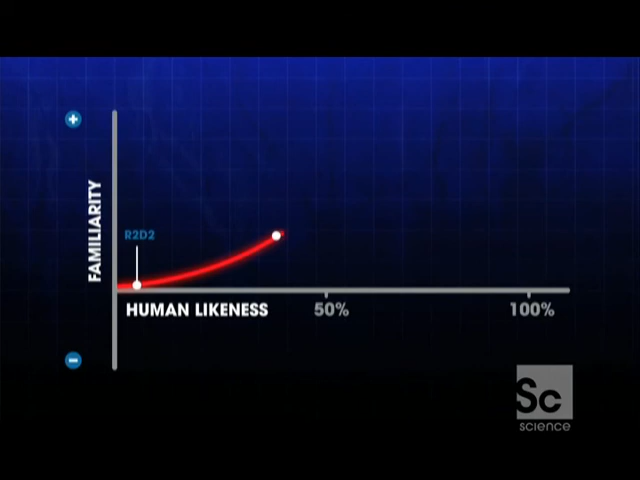 FAMILIARITY
R2D2
HUMAN LIKENESS
50%
100%
Sc
science